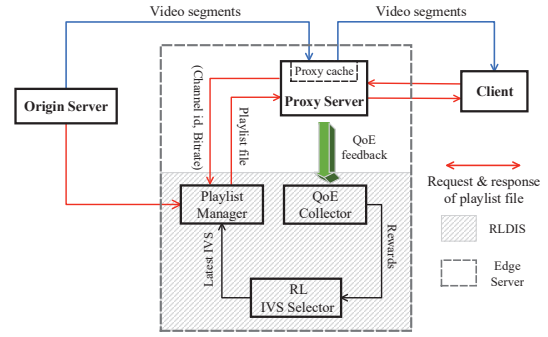 Video segments
Video segments
Proxy cache
Proxy Server
Origin Server
Client
(Channel id, Bitrate)
Playlist file
QoE
feedback
Request & response
of playlist file
Playlist
Manager
QoE
Collector
RLDIS
Latest IVS
Rewards
RL
IVS Selector
Edge
Server